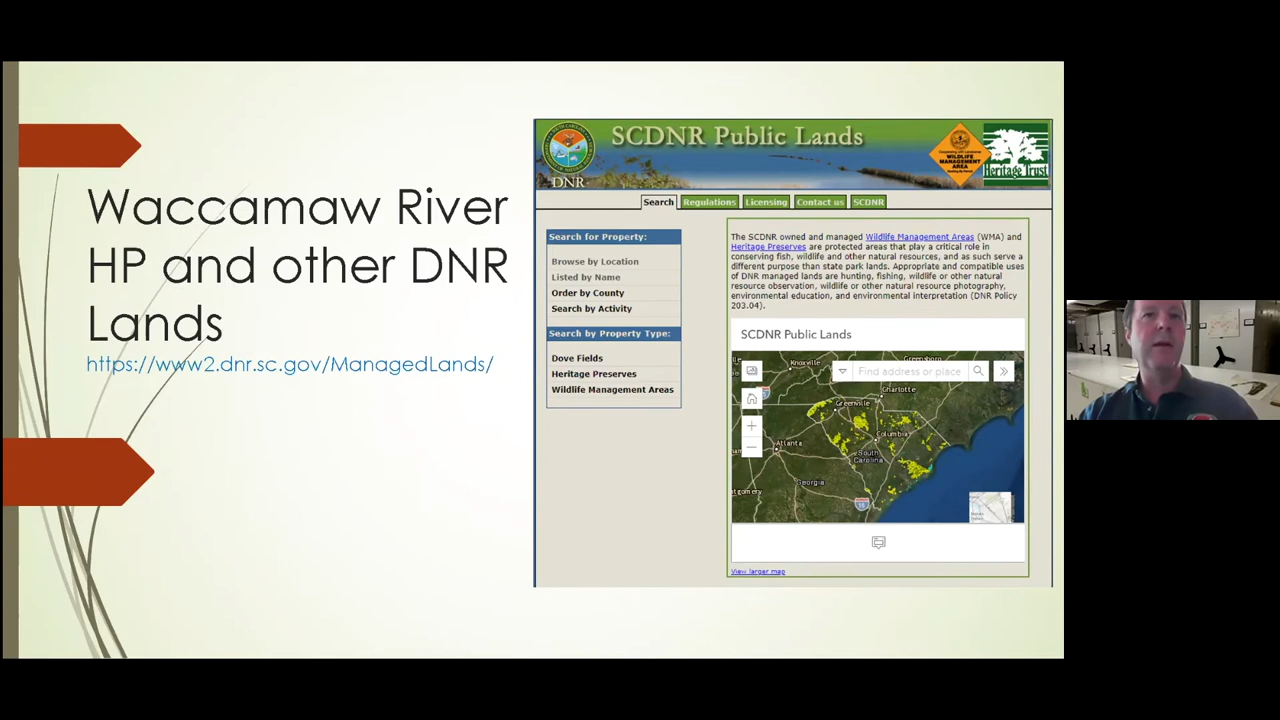 Waccamaw River
HP and other DNR
Lands
https://www2.dnr.sc.gov/ManagedLands/
SCDNR Public Lands
DNR
WILDLIFE
MANAGEMENT
AREA
Heritage Trust
Search
Regulations
Licensing
Contact us
SCDNR
Search for Property:
Browse by Location
Listed by Name
Order by County
Search by Activity
Search by Property Type:
Dove Fields
Heritage Preserves
Wildlife Management Areas
The SCDNR owned and managed Wildlife Management Areas (WMA) and
Heritage Preserves are protected areas that play a critical role in
conserving fish, wildlife and other natural resources, and as such serve a
different purpose than state park lands. Appropriate and compatible uses
of DNR managed lands are hunting, fishing, wildlife or other natural
resource observation, wildlife or other natural resource photography,
environmental education, and environmental interpretation (DNR Policy
203.04).
SCDNR Public Lands
Knoxville
Greensboro
Find address or place
Charlotte
Greenville
Columbia
Atlanta
South
Carolina
Georgia
tgomery
View larger map